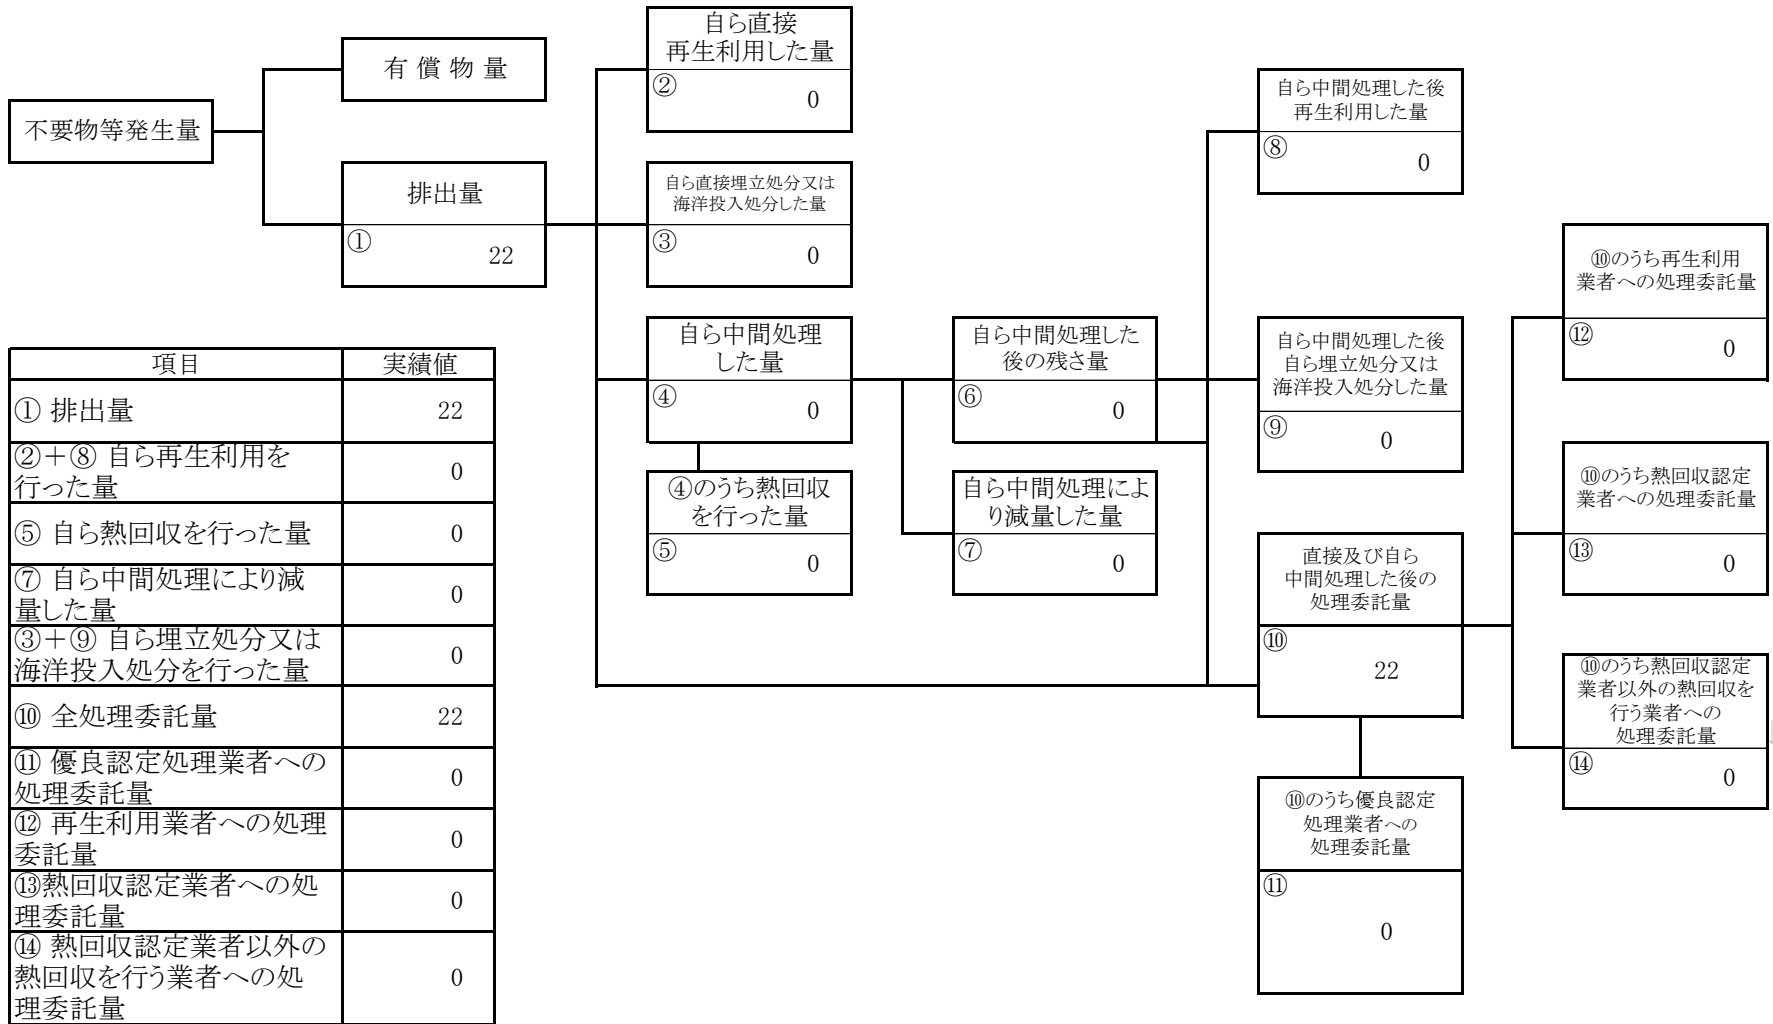 不要物等発生量
有 償 物 量
排出量
①
22
自ら直接
再生利用した量
②
0
自ら直接埋立処分又は
海洋投入処分した量
③
0
自ら中間処理
した量
④
0
④のうち熱回収
を行った量
⑤
0
自ら中間処理した
後の残さ量
⑥
0
自ら中間処理によ
り減量した量
⑦
0
自ら中間処理した後
再生利用した量
⑧
0
自ら中間処理した後
自ら埋立処分又は
海洋投入処分した量
⑨
0
直接及び自ら
中間処理した後の
処理委託量
⑩
22
⑩のうち優良認定
処理業者への
処理委託量
⑪
0
⑩のうち再生利用
業者への処理委託量
⑫
0
⑩のうち熱回収認定
業者への処理委託量
⑬
0
⑩のうち熱回収認定
業者以外の熱回収を
行う業者への
処理委託量
⑭
0
項目 実績値
① 排出量 22
②＋⑧ 自ら再生利用を
行った量 0
⑤ 自ら熱回収を行った量 0
⑦ 自ら中間処理により減
量した量 0
③＋⑨ 自ら埋立処分又は
海洋投入処分を行った量 0
⑩ 全処理委託量 22
⑪ 優良認定処理業者への
処理委託量 0
⑫ 再生利用業者への処理
委託量 0
⑬熱回収認定業者への処
理委託量 0
⑭ 熱回収認定業者以外の
熱回収を行う業者への処
理委託量 0